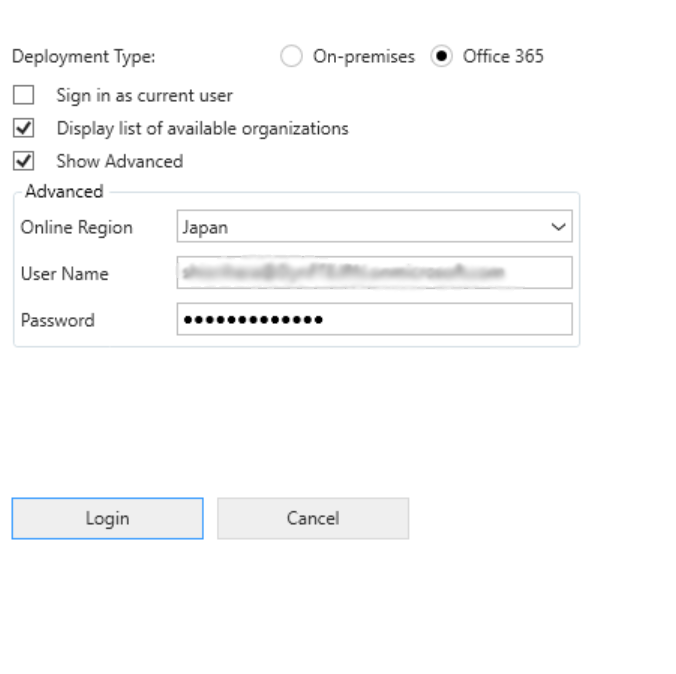 Deployment Type: On-premises Office 365
Sign in as current user
Display list of available organizations
Show Advanced
Advanced
Online Region Japan
User Name
Password
Login Cancel